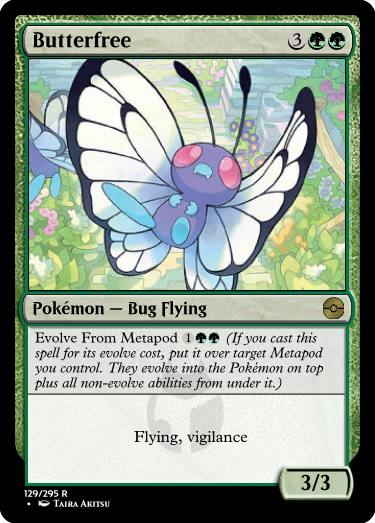 Butterfree 3
Pokémon — Bug Flying
Evolve From Metapod 1 (If you cast this
spell for its evolve cost, put it over target Metapod
you control. They evolve into the Pokémon on top
plus all non-evolve abilities from under it.)
Flying, vigilance
3/3
129/295 R
• Taira Akitsu